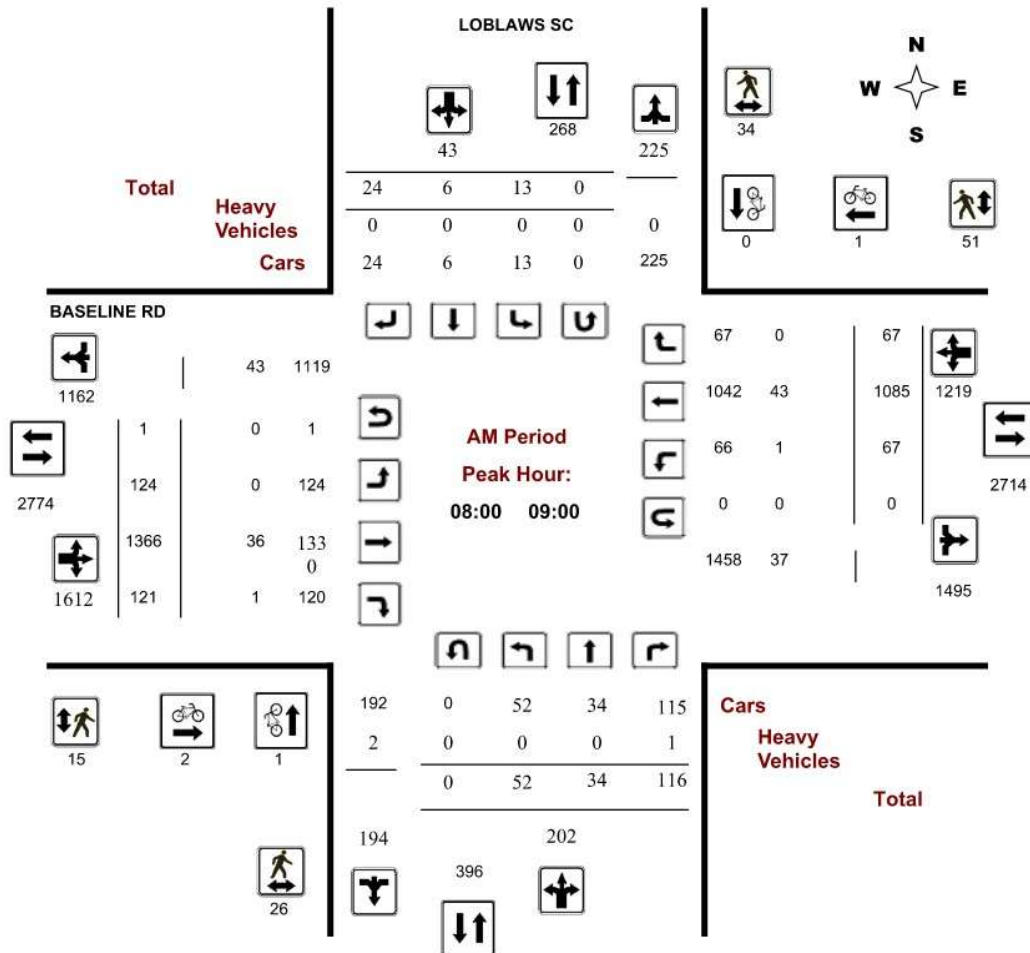 LOBLAWS SC
N
W E
S
43
268
225
34
Total
24 6 13 0
Heavy
Vehicles
0 0 0 0 0
Cars
24 6 13 0 225
0 1 51
BASELINE RD
1162
43 1119
67 0 67
1042 43 1085 1219
1 0 1
AM Period
66 1 67
Peak Hour:
2774
124 0 124
2714
08:00 09:00
0 0 0
1366 36 133
0
1458 37
1612
121 1 120
1495
192 0 52 34 115
Cars
2 0 0 0 1
Heavy
Vehicles
15 2 1
0 52 34 116
Total
194 202
396
26